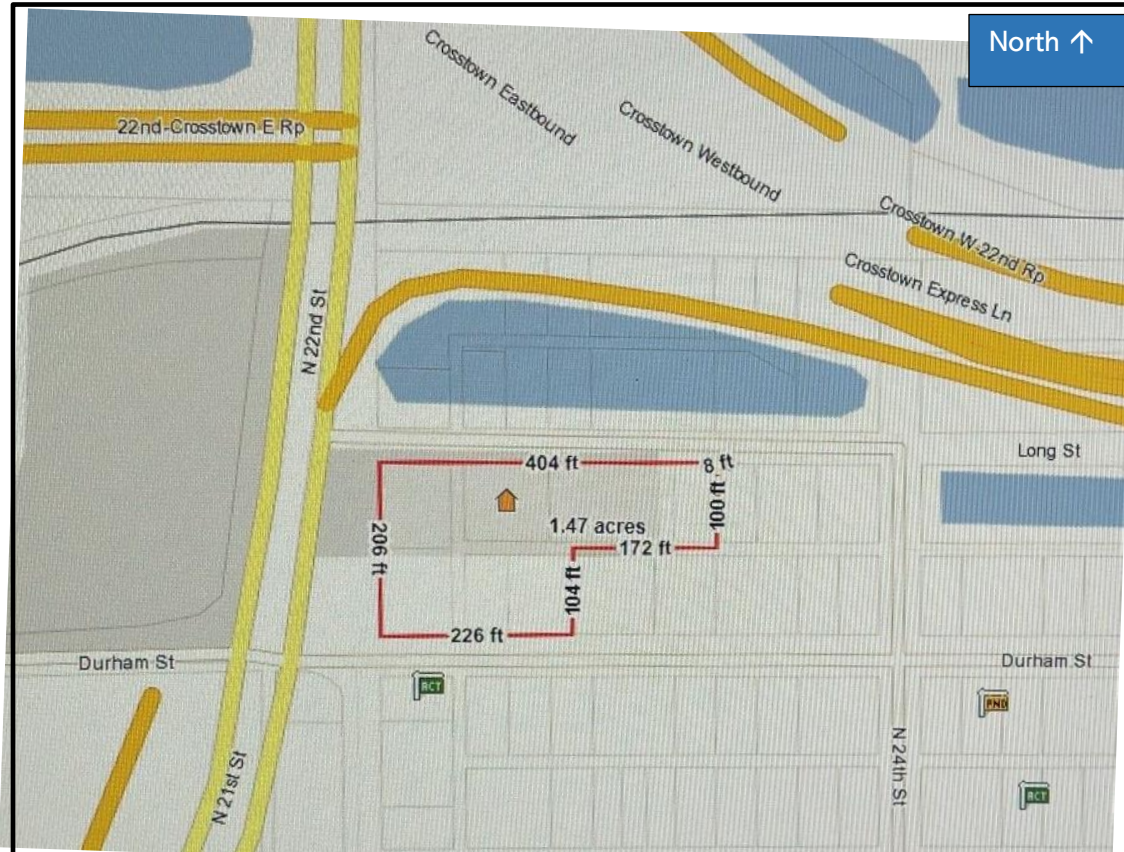 North ↑
Crosstown Eastbound
Crosstown Westbound
22nd-Crosstown E Rp
Crosstown W-22nd Rp
Crosstown Express Ln
N 22nd St
Long St
404 ft
8 ft
100 ft
1.47 acres
206 ft
172 ft
104 ft
226 ft
Durham St
Durham St
ACT
PND
N 24th St
N 21st St
ACT